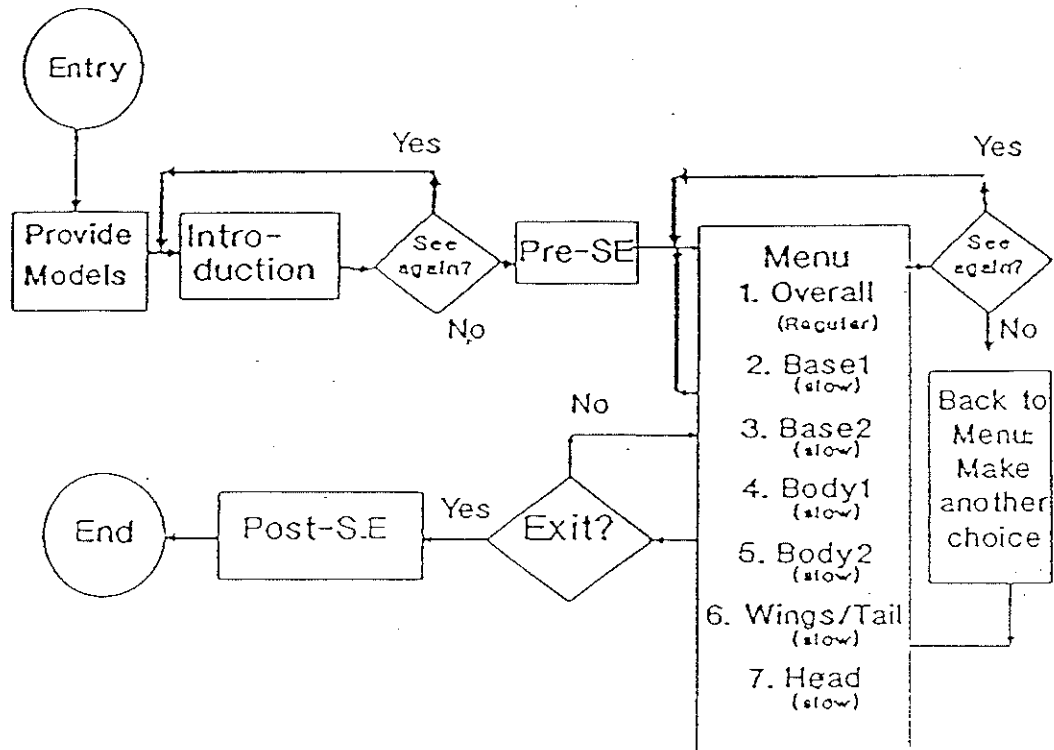 Entry
Yes
Provide
Models
Intro-
duction
See
again?
No
Pre-SE
Yes
Menu
1. Overall
(Regular)
2. Base1
(slow)
3. Base2
(slow)
4. Body1
(slow)
5. Body2
(slow)
6. Wings/Tail
(slow)
7. Head
(slow)
See
again?
No
Back to
Menu:
Make
another
choice
No
Exit?
Yes
Post-S.E
End